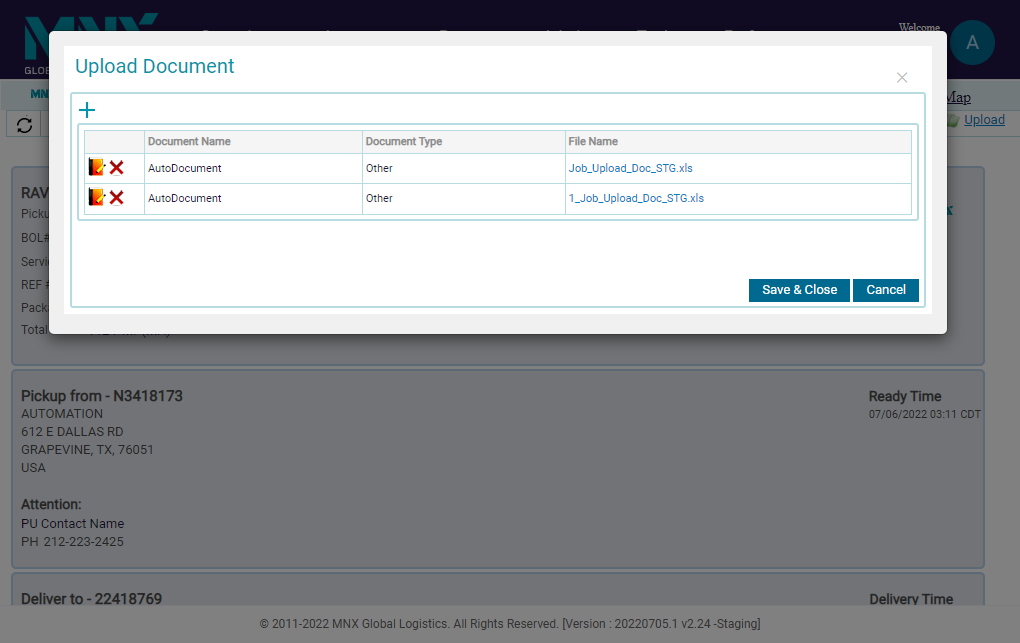 MNX
Welcome
A
GLOB
Upload Document
×
MN
Map
Upload
Document Name Document Type File Name
AutoDocument Other Job_Upload_Doc_STG.xls
AutoDocument Other 1_Job_Upload_Doc_STG.xls
RAV
Picku
BOL#
Servi
REF #
Pack
Total
Save & Close Cancel
Pickup from - N3418173 Ready Time
AUTOMATION 07/06/2022 03:11 CDT
612 E DALLAS RD
GRAPEVINE, TX, 76051
USA
Attention:
PU Contact Name
PH 212-223-2425
Deliver to - 22418769 Delivery Time
© 2011-2022 MNX Global Logistics. All Rights Reserved. [Version : 20220705.1 v2.24 -Staging]